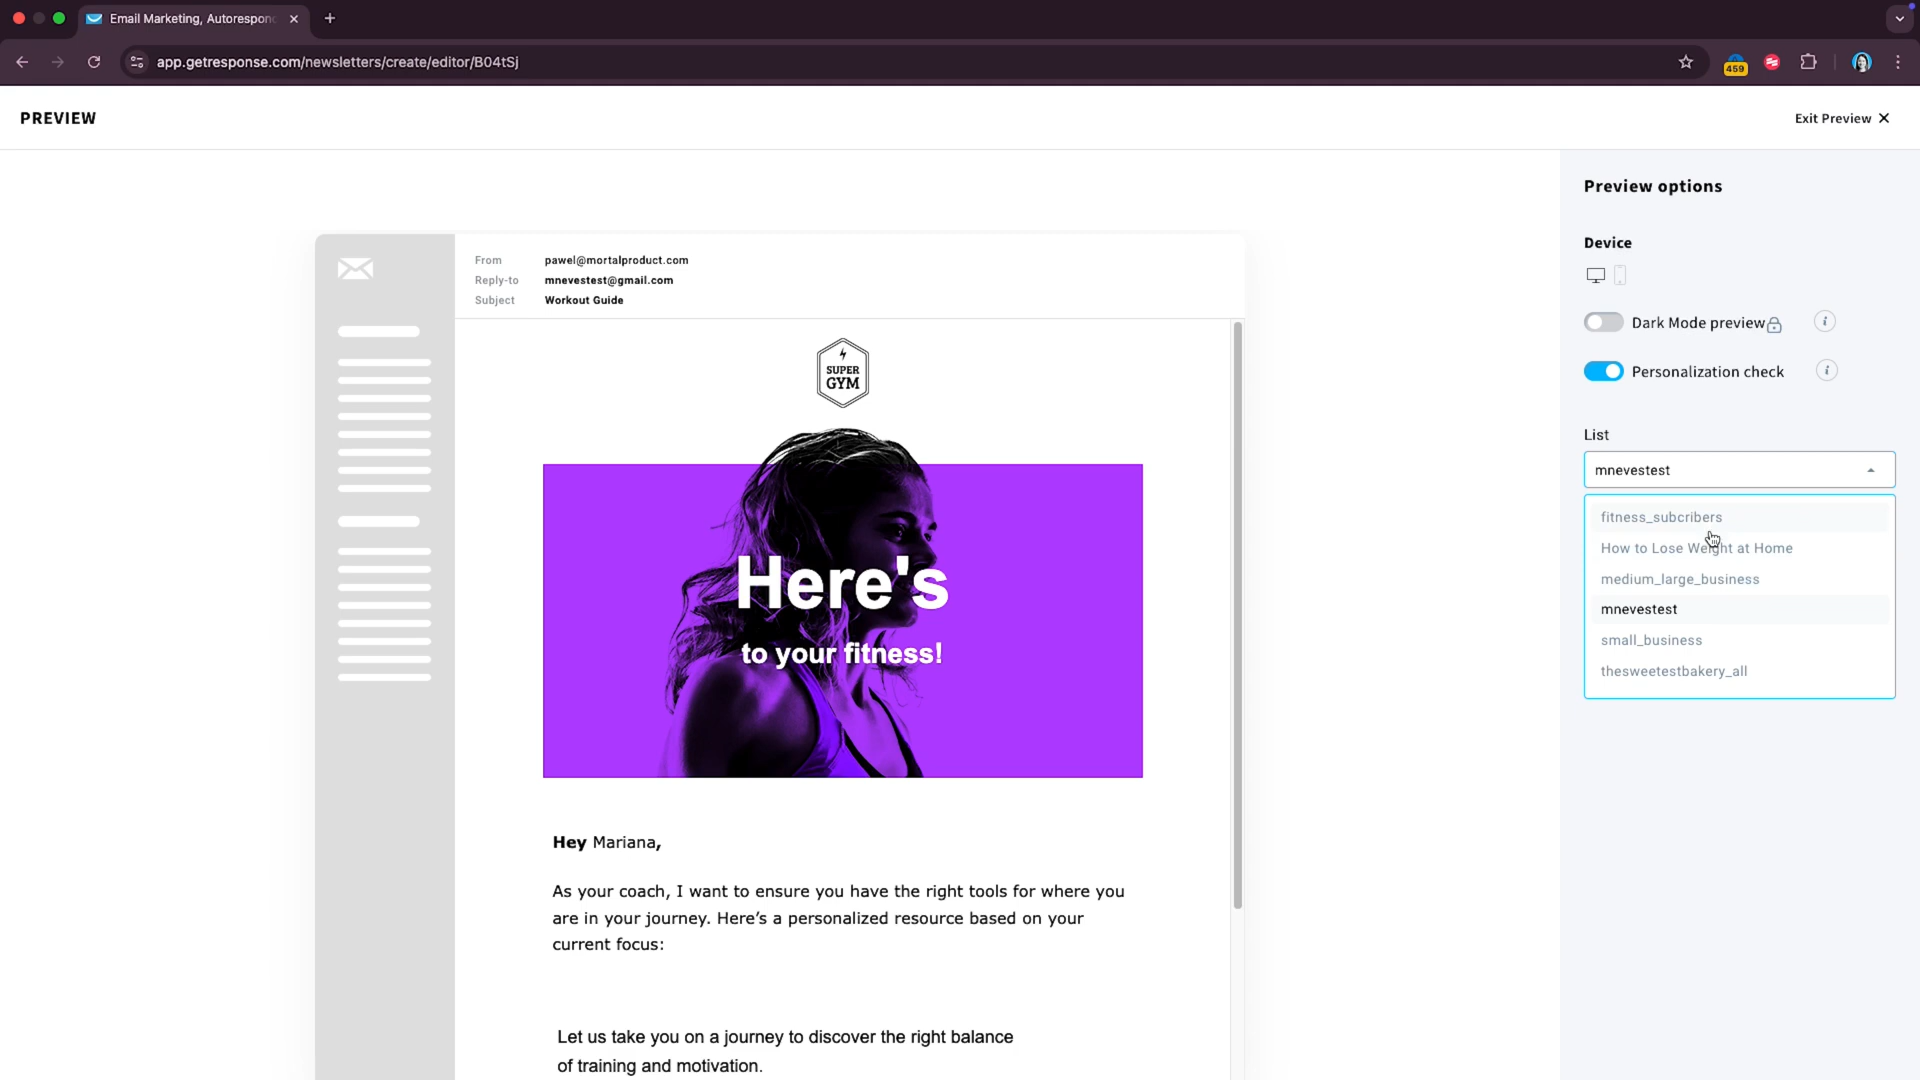 Email Marketing, Autorespon
app.getresponse.com/newsletters/create/editor/B04tSj
459
PREVIEW
Exit Preview
Preview options
Device
Dark Mode preview
i
Personalization check
i
List
mnevestest
fitness_subcribers
How to Lose Weight at Home
medium_large_business
mnevestest
small_business
thesweetestbakery_all
From pawel@mortalproduct.com
Reply-to mnevestest@gmail.com
Subject Workout Guide
SUPER
GYM
Here's
to your fitness!
Hey Mariana,
As your coach, I want to ensure you have the right tools for where you
are in your journey. Here’s a personalized resource based on your
current focus:
Let us take you on a journey to discover the right balance
of training and motivation.